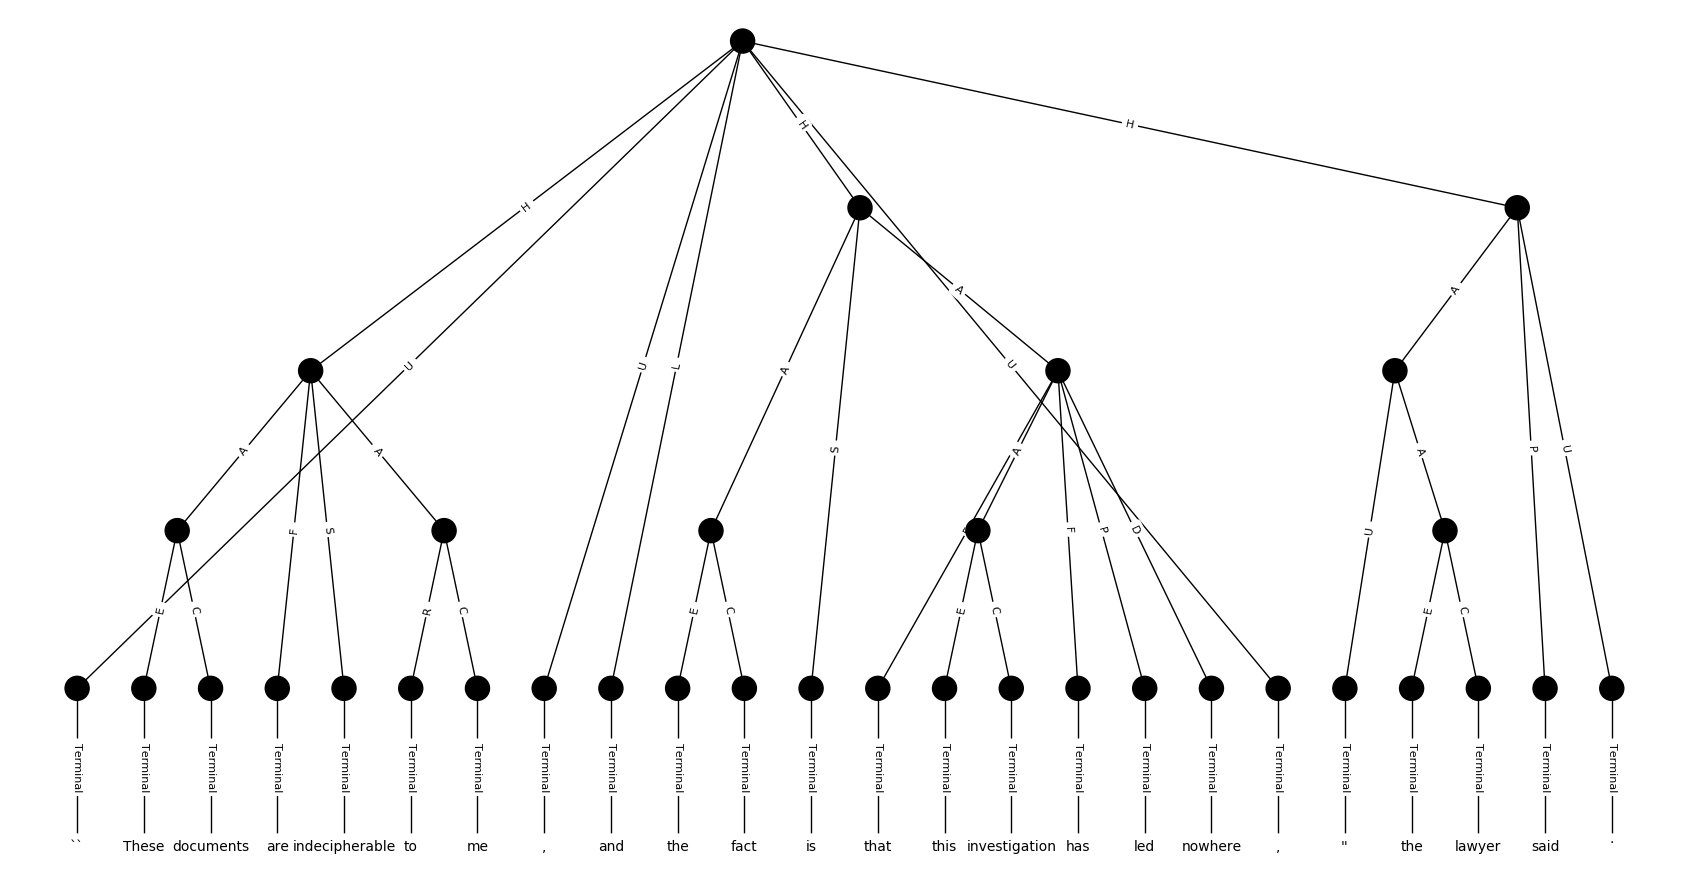 H
H
H
A
U
U
L
A
A
U
A
A
S
A
A
P
U
F
S
F
P
D
U
E
C
R
C
E
C
E
C
E
C
Terminal Terminal Terminal Terminal Terminal Terminal Terminal Terminal Terminal Terminal Terminal Terminal Terminal Terminal Terminal Terminal Terminal Terminal Terminal Terminal Terminal Terminal Terminal Terminal
`` These documents are indecipherable to me , and the fact is that this investigation has led nowhere , " the lawyer said .